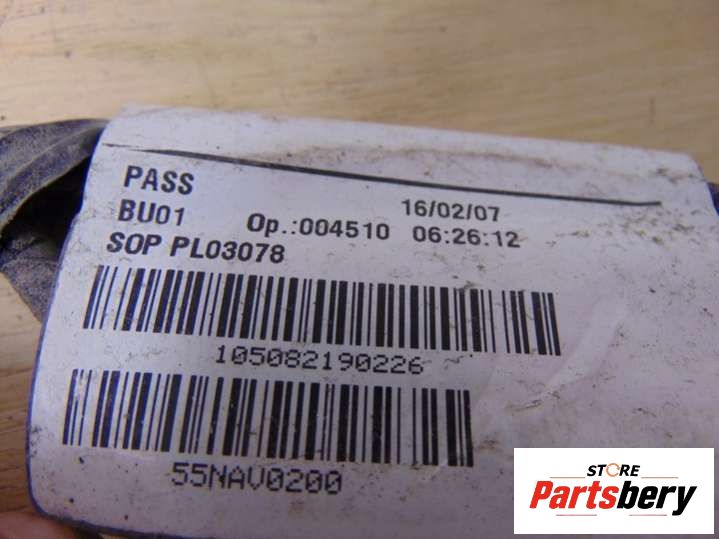 PASS
16/02/07
BU01 Op.:004510 06:26:12
SOP PL03078
105082190226
55NAV0200
STORE
Partsbery